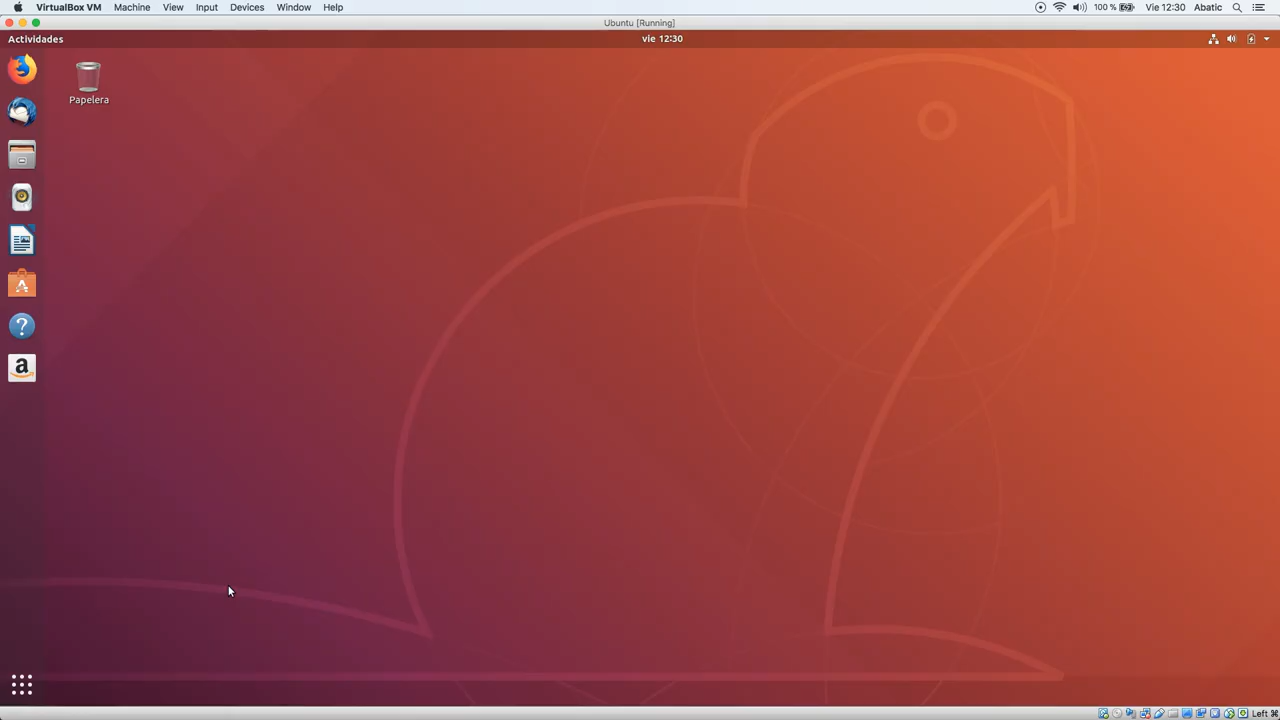 VirtualBox VM Machine View Input Devices Window Help 100 % Vie 12:30 Abatic
Ubuntu [Running]
Actividades vie 12:30
Papelera
Left ⌘